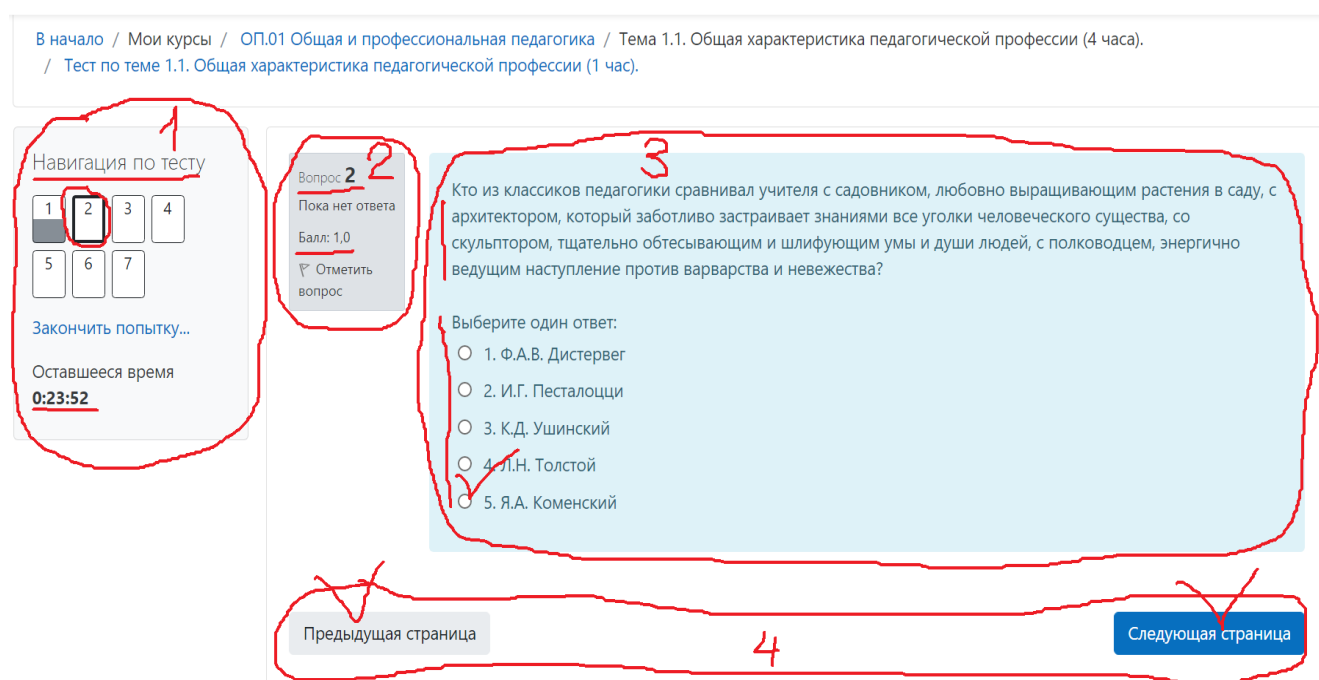 В начало / Мои курсы / ОП.01 Общая и профессиональная педагогика / Тема 1.1. Общая характеристика педагогической профессии (4 часа).
/ Тест по теме 1.1. Общая характеристика педагогической профессии (1 час).
1
Навигация по тесту
1 2 3 4
5 6 7
Закончить попытку...
Оставшееся время
0:23:52
2
Вопрос 2
Пока нет ответа
Балл: 1,0
Отметить
вопрос
3
Кто из классиков педагогики сравнивал учителя с садовником, любовно выращивающим растения в саду, с
архитектором, который заботливо застраивает знаниями все уголки человеческого существа, со
скульптором, тщательно обтесывающим и шлифующим умы и души людей, с полководцем, энергично
ведущим наступление против варварства и невежества?
Выберите один ответ:
1. Ф.А.В. Дистервег
2. И.Г. Песталоцци
3. К.Д. Ушинский
4. Л.Н. Толстой
5. Я.А. Коменский
Предыдущая страница
4
Следующая страница